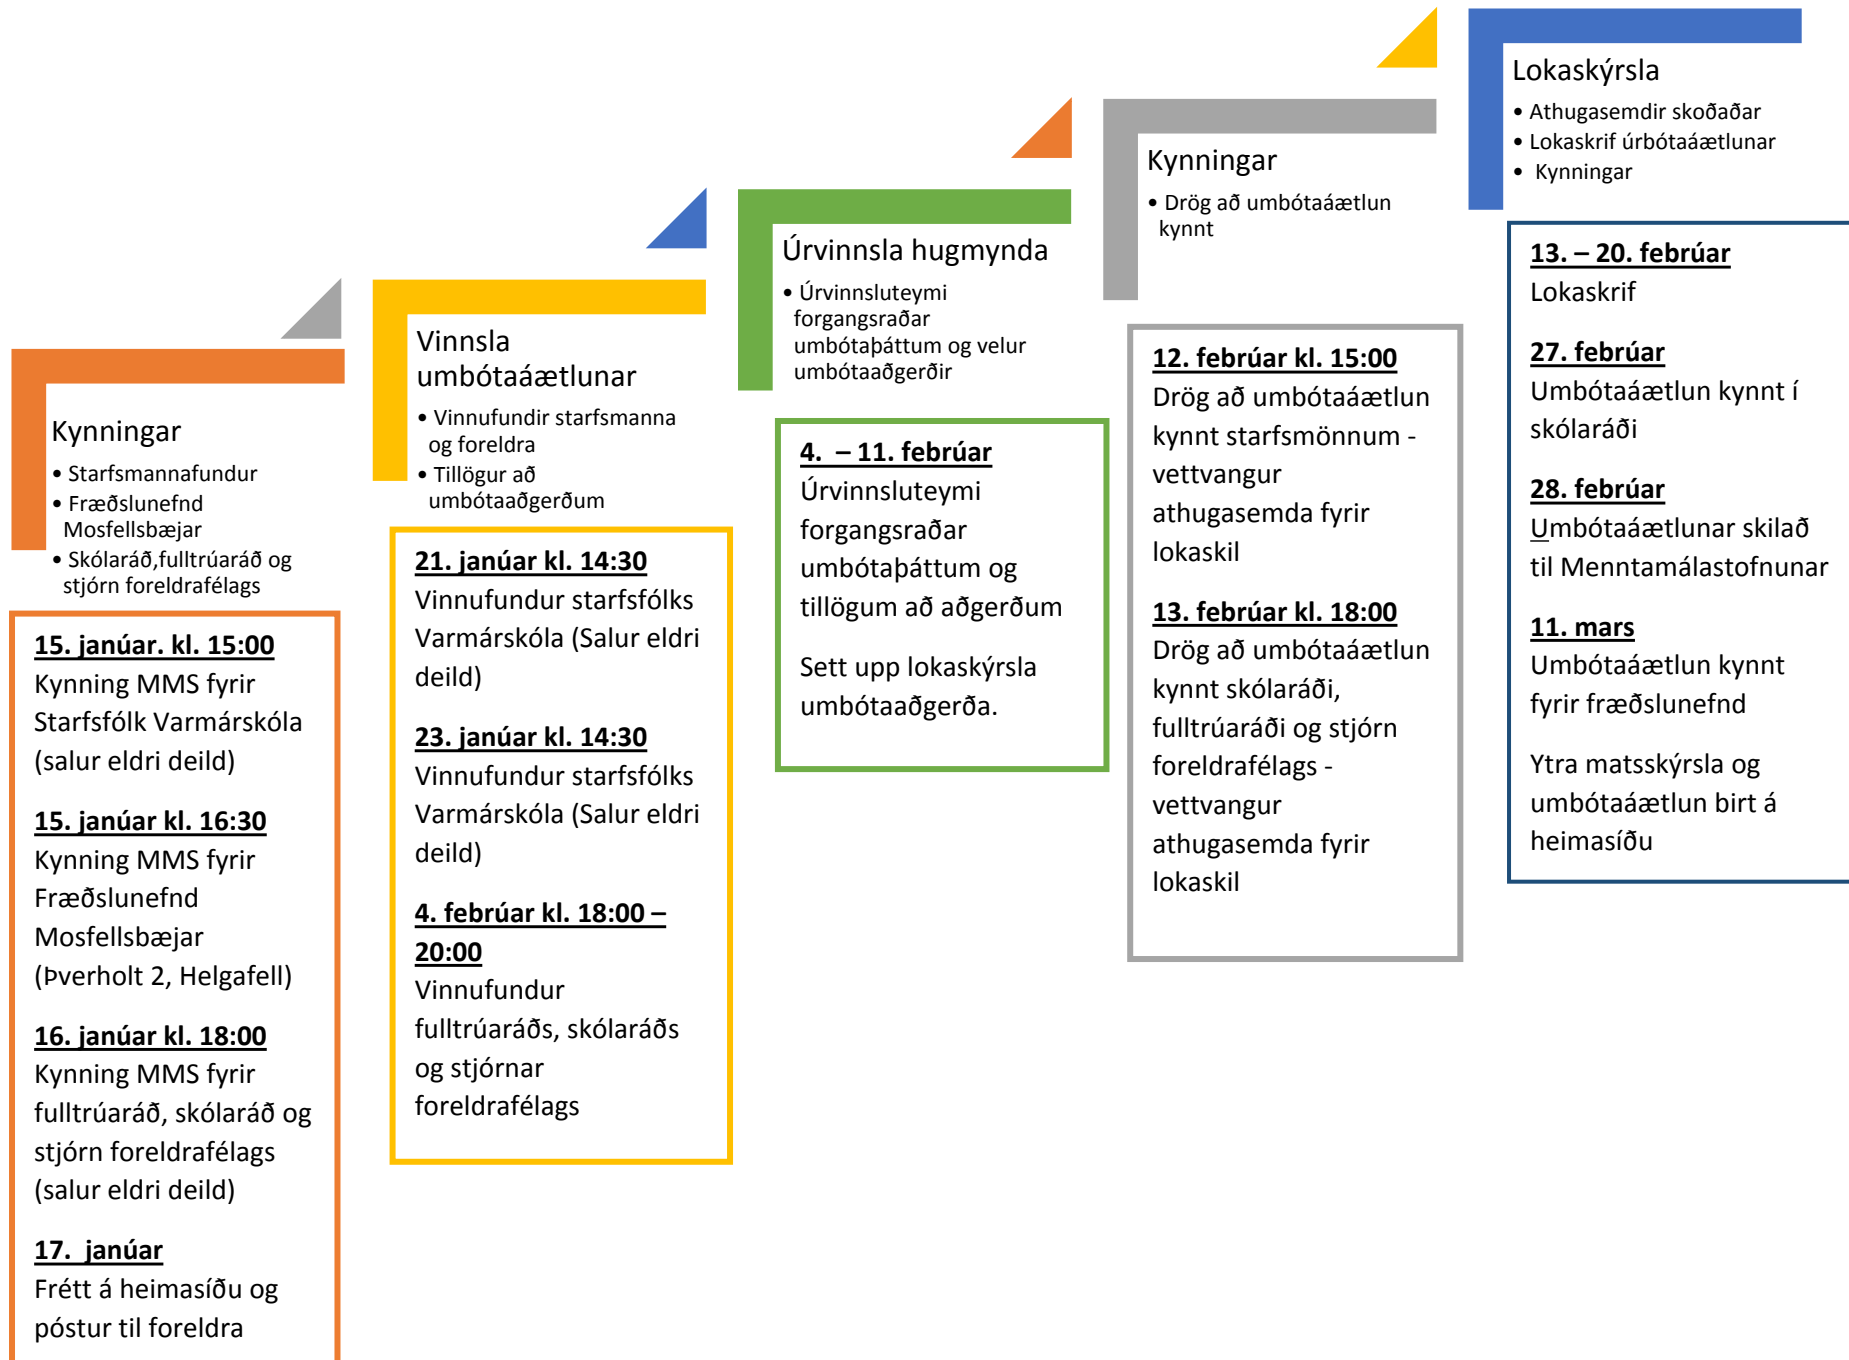 Kynningar
• Starfsmannafundur
• Fræðslunefnd
Mosfellsbæjar
• Skólaráð,fulltrúaráð og
stjórn foreldrafélags
15. janúar. kl. 15:00
Kynning MMS fyrir
Starfsfólk Varmárskóla
(salur eldri deild)
15. janúar kl. 16:30
Kynning MMS fyrir
Fræðslunefnd
Mosfellsbæjar
(Þverholt 2, Helgafell)
16. janúar kl. 18:00
Kynning MMS fyrir
fulltrúaráð, skólaráð og
stjórn foreldrafélags
(salur eldri deild)
17. janúar
Frétt á heimasíðu og
póstur til foreldra
Vinnsla
umbótaáætlunar
• Vinnufundir starfsmanna
og foreldra
• Tillögur að
umbótaaðgerðum
21. janúar kl. 14:30
Vinnufundur starfsfólks
Varmárskóla (Salur eldri
deild)
23. janúar kl. 14:30
Vinnufundur starfsfólks
Varmárskóla (Salur eldri
deild)
4. febrúar kl. 18:00 –
20:00
Vinnufundur
fulltrúaráðs, skólaráðs
og stjórnar
foreldrafélags
Úrvinnsla hugmynda
• Úrvinnsluteymi
forgangsraðar
umbótaþáttum og velur
umbótaaðgerðir
4. – 11. febrúar
Úrvinnsluteymi
forgangsraðar
umbótaþáttum og
tillögum að aðgerðum
Sett upp lokaskýrsla
umbótaaðgerða.
Kynningar
• Drög að umbótaáætlun
kynnt
12. febrúar kl. 15:00
Drög að umbótaáætlun
kynnt starfsmönnum -
vettvangur
athugasemda fyrir
lokaskil
13. febrúar kl. 18:00
Drög að umbótaáætlun
kynnt skólaráði,
fulltrúaráði og stjórn
foreldrafélags -
vettvangur
athugasemda fyrir
lokaskil
Lokaskýrsla
• Athugasemdir skoðaðar
• Lokaskrif úrbótaáætlunar
• Kynningar
13. – 20. febrúar
Lokaskrif
27. febrúar
Umbótaáætlun kynnt í
skólaráði
28. febrúar
Umbótaáætlunar skilað
til Menntamálastofnunar
11. mars
Umbótaáætlun kynnt
fyrir fræðslunefnd
Ytra matsskýrsla og
umbótaáætlun birt á
heimasíðu